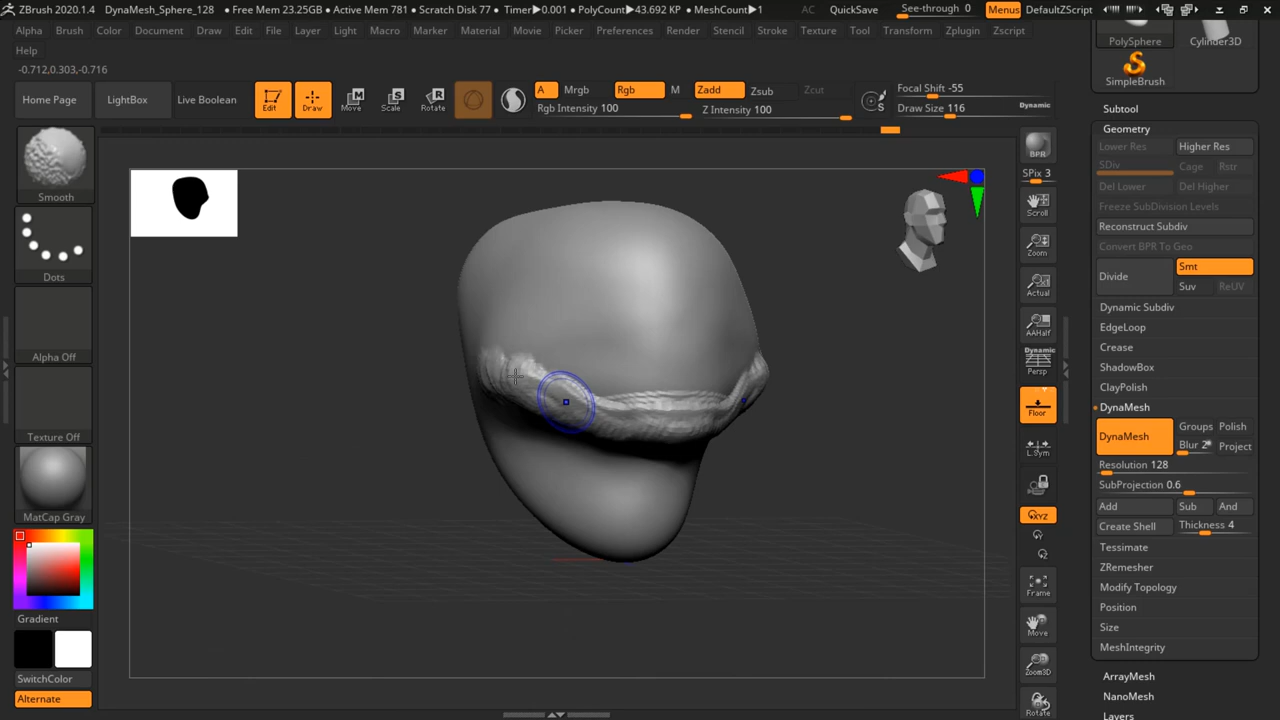 ZBrush 2020.1.4 DynaMesh_Sphere_128 • Free Mem 23.25GB • Active Mem 781 • Scratch Disk 77 • Timer▶0.001 • PolyCount▶43.692 KP • MeshCount▶1 AC QuickSave See-through 0 Menus DefaultZScript
Alpha Brush Color Document Draw Edit File Layer Light Macro Marker Material Movie Picker Preferences Render Stencil Stroke Texture Tool Transform Zplugin Zscript
Help
PolySphere Cylinder3D
SimpleBrush
-0.712,0.303,-0.716
Home Page LightBox Live Boolean Edit Draw Move Scale Rotate
A Mrgb Rgb M Zadd Zsub Zcut
Rgb Intensity 100 Z Intensity 100
Focal Shift -55
Draw Size 116 Dynamic
S
Smooth
Dots
Alpha Off
Texture Off
MatCap Gray
Gradient
SwitchColor
Alternate
BPR
SPix 3
Scroll
Zoom
Actual
AAHalf
Dynamic
Persp
Floor
L.Sym
XYZ
Y
Z
Frame
Move
Zoom3D
Rotate
Subtool
Geometry
Lower Res Higher Res
SDiv Cage Rstr
Del Lower Del Higher
Freeze SubDivision Levels
Reconstruct Subdiv
Convert BPR To Geo
Divide Smt
Suv ReUV
Dynamic Subdiv
EdgeLoop
Crease
ShadowBox
ClayPolish
DynaMesh
DynaMesh Groups Polish
Blur 2 Project
Resolution 128
SubProjection 0.6
Add Sub And
Create Shell Thickness 4
Tessimate
ZRemesher
Modify Topology
Position
Size
MeshIntegrity
ArrayMesh
NanoMesh
Layers